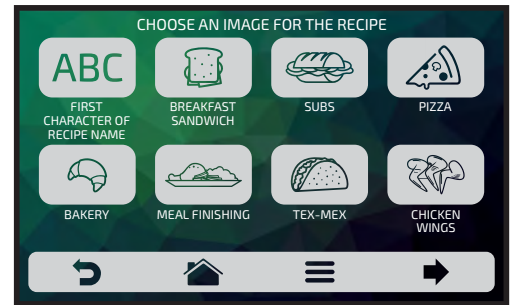 CHOOSE AN IMAGE FOR THE RECIPE
ABC
FIRST
CHARACTER OF
RECIPE NAME
BREAKFAST
SANDWICH
SUBS
PIZZA
BAKERY
MEAL FINISHING
TEX-MEX
CHICKEN
WINGS